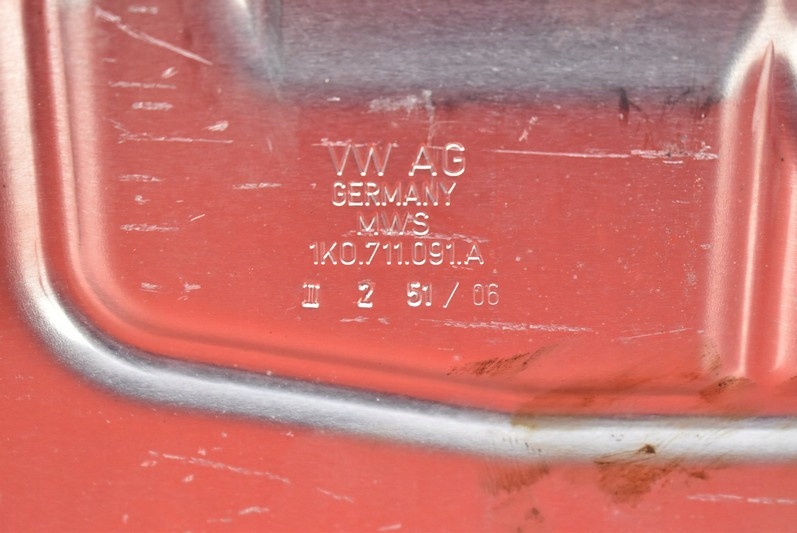 VW AG
GERMANY
MWS
1K0.711.091.A
II 2 51 / 06